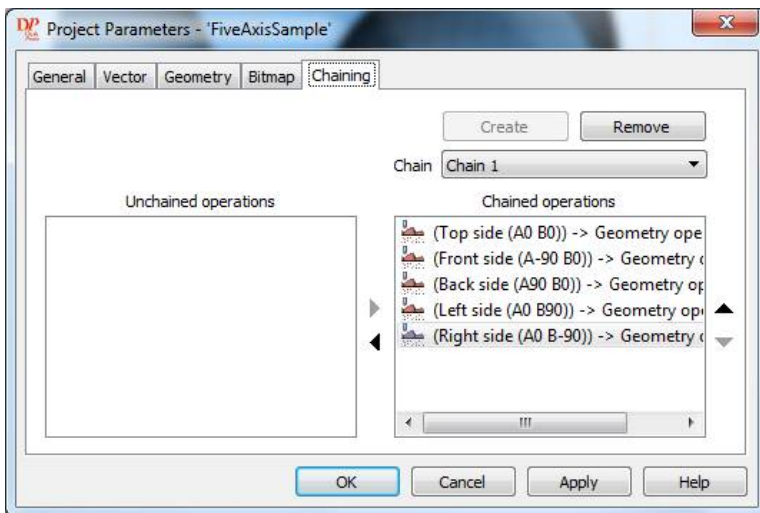 Project Parameters - 'FiveAxisSample'
General Vector Geometry Bitmap Chaining
Create Remove
Chain Chain 1
Unchained operations Chained operations
(Top side (A0 B0)) -> Geometry ope
(Front side (A-90 B0)) -> Geometry
(Back side (A90 B0)) -> Geometry op
(Left side (A0 B90)) -> Geometry op
(Right side (A0 B-90)) -> Geometry
OK Cancel Apply Help